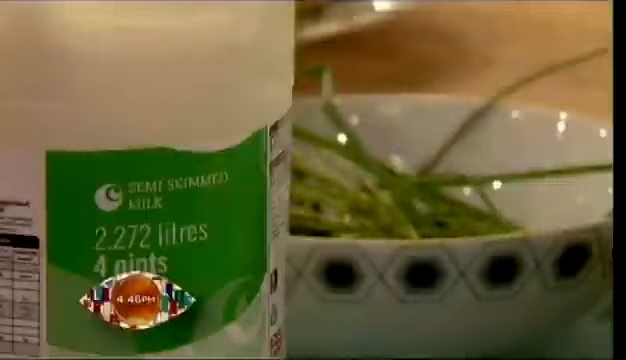 SEMI SKIMMED
MILK
2.272 litres
4 pints
4:46PM